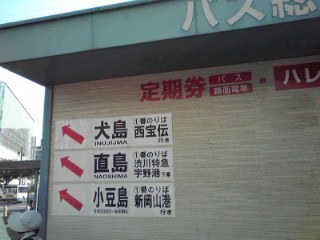 バス総
定期券 バス 路面電車 ・ハレ
犬島 1番のりば 西宝伝 行き
INUJIMA
直島 1番のりば 渋川特急 宇野港 下車
NAOSHIMA
小豆島 1番のりば 新岡山港 行き
SHODO-SHIMA